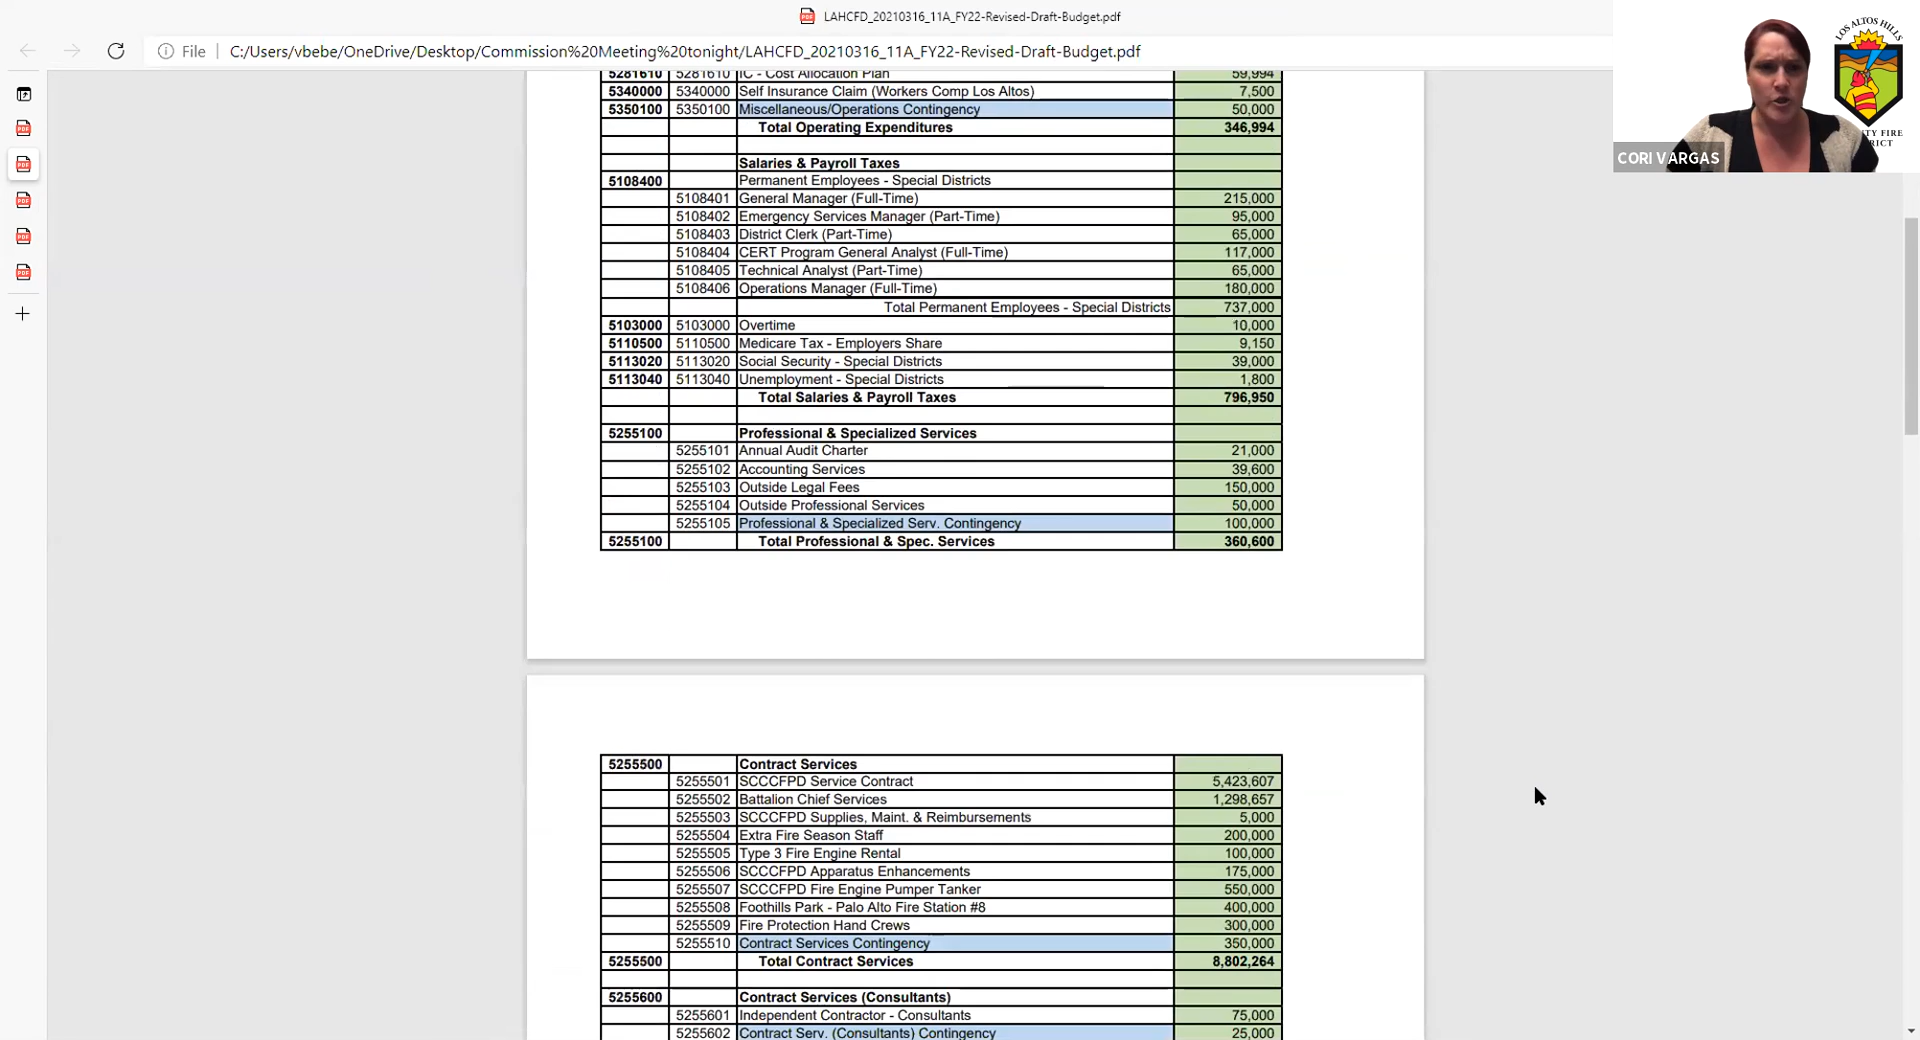 LAHCFD_20210316_11A_FY22-Revised-Draft-Budget.pdf
File C:/Users/vbebe/OneDrive/Desktop/Commission%20Meeting%20tonight/LAHCFD_20210316_11A_FY22-Revised-Draft-Budget.pdf
LOS ALTOS HILLS
CORI VARGAS
5281610 5281610 IC - Cost Allocation Plan 59,994
5340000 5340000 Self Insurance Claim (Workers Comp Los Altos) 7,500
5350100 5350100 Miscellaneous/Operations Contingency 50,000
Total Operating Expenditures 346,994
Salaries & Payroll Taxes
5108400 Permanent Employees - Special Districts
5108401 General Manager (Full-Time) 215,000
5108402 Emergency Services Manager (Part-Time) 95,000
5108403 District Clerk (Part-Time) 65,000
5108404 CERT Program General Analyst (Full-Time) 117,000
5108405 Technical Analyst (Part-Time) 65,000
5108406 Operations Manager (Full-Time) 180,000
Total Permanent Employees - Special Districts 737,000
5103000 5103000 Overtime 10,000
5110500 5110500 Medicare Tax - Employers Share 9,150
5113020 5113020 Social Security - Special Districts 39,000
5113040 5113040 Unemployment - Special Districts 1,800
Total Salaries & Payroll Taxes 796,950
5255100 Professional & Specialized Services
5255101 Annual Audit Charter 21,000
5255102 Accounting Services 39,600
5255103 Outside Legal Fees 150,000
5255104 Outside Professional Services 50,000
5255105 Professional & Specialized Serv. Contingency 100,000
5255100 Total Professional & Spec. Services 360,600
5255500 Contract Services
5255501 SCCCFPD Service Contract 5,423,607
5255502 Battalion Chief Services 1,298,657
5255503 SCCCFPD Supplies, Maint. & Reimbursements 5,000
5255504 Extra Fire Season Staff 200,000
5255505 Type 3 Fire Engine Rental 100,000
5255506 SCCCFPD Apparatus Enhancements 175,000
5255507 SCCCFPD Fire Engine Pumper Tanker 550,000
5255508 Foothills Park - Palo Alto Fire Station #8 400,000
5255509 Fire Protection Hand Crews 300,000
5255510 Contract Services Contingency 350,000
5255500 Total Contract Services 8,802,264
5255600 Contract Services (Consultants)
5255601 Independent Contractor - Consultants 75,000
5255602 Contract Serv. (Consultants) Contingency 25,000